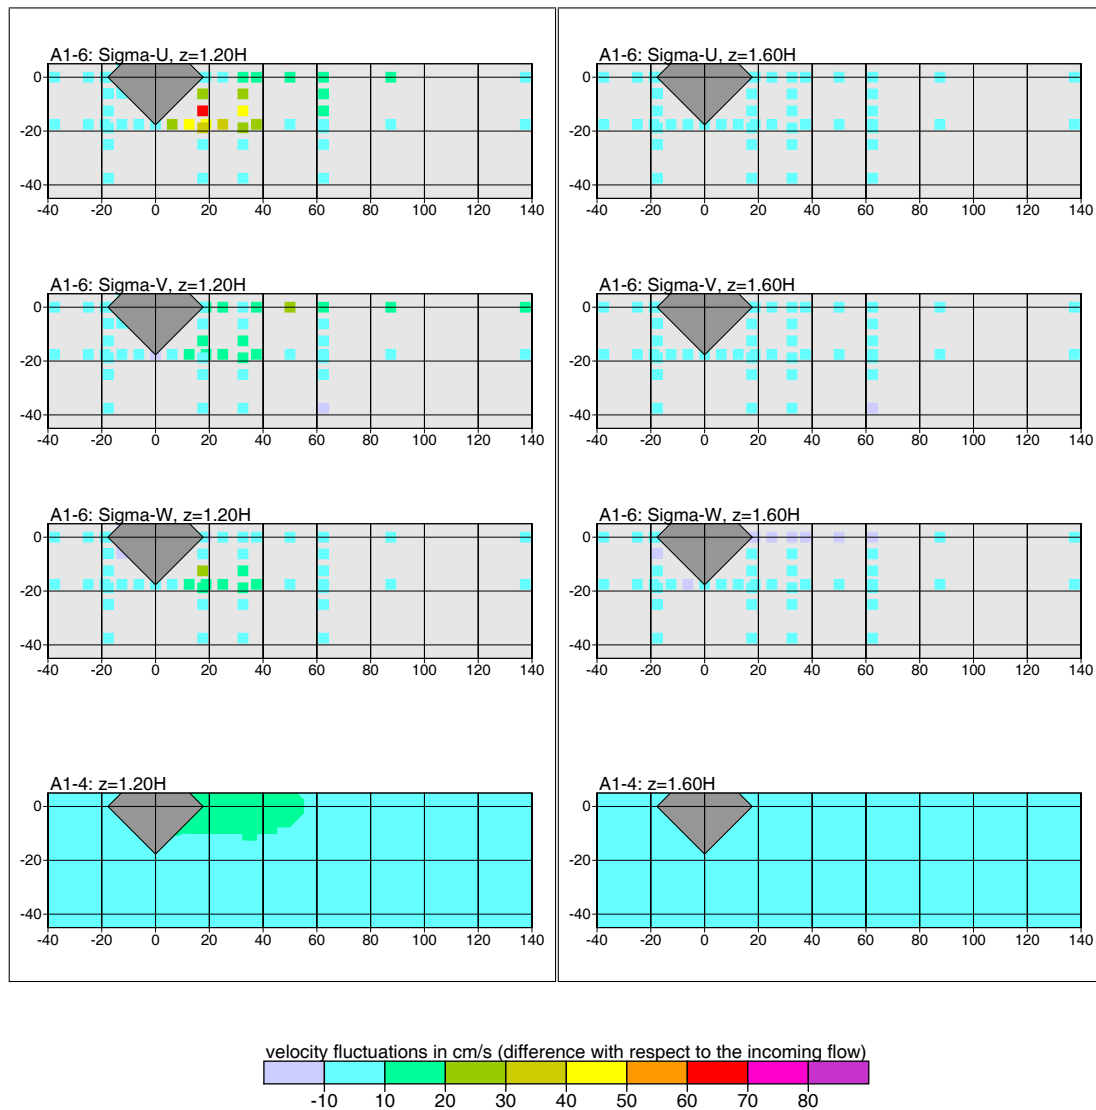 A1-6: Sigma-U, z=1.20H
0
-20
-40
-40 -20 0 20 40 60 80 100 120 140
A1-6: Sigma-V, z=1.20H
0
-20
-40
-40 -20 0 20 40 60 80 100 120 140
A1-6: Sigma-W, z=1.20H
0
-20
-40
-40 -20 0 20 40 60 80 100 120 140
A1-4: z=1.20H
0
-20
-40
-40 -20 0 20 40 60 80 100 120 140
A1-6: Sigma-U, z=1.60H
0
-20
-40
-40 -20 0 20 40 60 80 100 120 140
A1-6: Sigma-V, z=1.60H
0
-20
-40
-40 -20 0 20 40 60 80 100 120 140
A1-6: Sigma-W, z=1.60H
0
-20
-40
-40 -20 0 20 40 60 80 100 120 140
A1-4: z=1.60H
0
-20
-40
-40 -20 0 20 40 60 80 100 120 140
velocity fluctuations in cm/s (difference with respect to the incoming flow)
-10 10 20 30 40 50 60 70 80